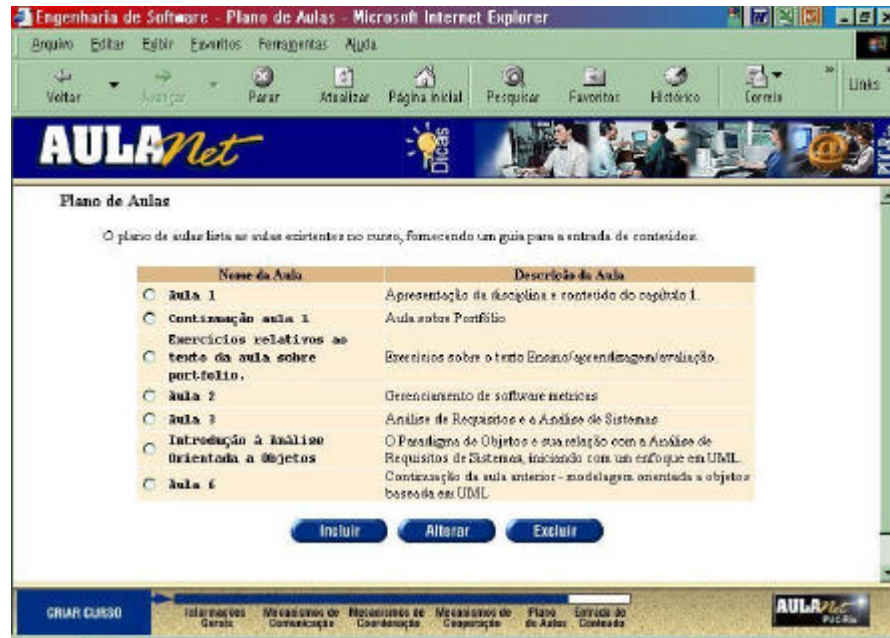 Engenharia de Software - Plano de Aulas - Microsoft Internet Explorer
Arquivo Editar Exibir Favoritos Ferramentas Ajuda
Voltar Avançar Parar Atualizar Página inicial Pesquisar Favoritos Histórico Correio » Links »
AULANet Dicas
Plano de Aulas
O plano de aulas lista as aulas existentes no curso, fornecendo um guia para a entrada de conteúdos.
Nome da Aula Descrição da Aula
Aula 1 Apresentação da disciplina e conteúdo do capítulo 1.
Continuação aula 1 Aula sobre Portfólio
Exercícios relativos ao
texto da aula sobre
portfolio.
Exercícios sobre o texto Ensino/aprendizagem/avaliação.
Aula 2 Gerenciamento de software metricas
Aula 3 Análise de Requisitos e a Análise de Sistemas
Introdução à Análise
Orientada a Objetos
O Paradigma de Objetos e sua relação com a Análise de
Requisitos de Sistemas, iniciando com um enfoque em UML.
Aula 6
Continuação da aula anterior - modelagem orientada a objetos
baseada em UML
Incluir Alterar Excluir
CRIAR CURSO
Informações
Gerais
Mecanismos de
Comunicação
Mecanismos de
Coordenação
Mecanismos de
Cooperação
Plano
de Aulas
Entrada de
Conteúdo
AULANet
PUC-Rio